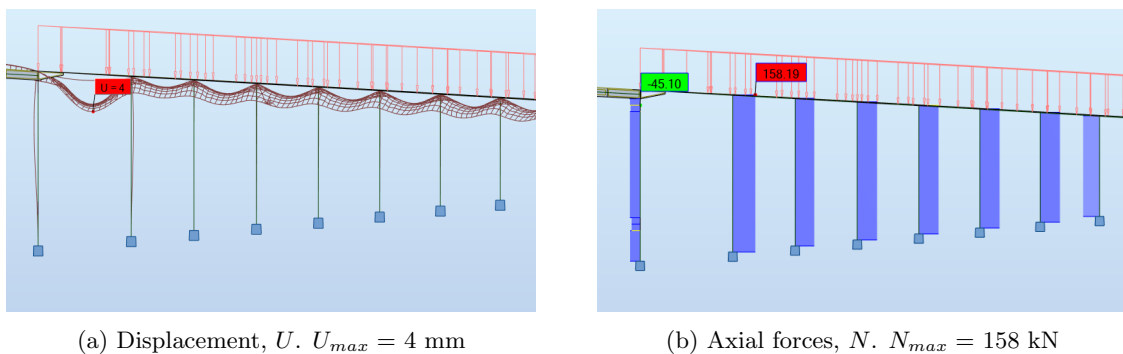 U = 4
-45.10
158.19
(a) Displacement, U. U_max = 4 mm
(b) Axial forces, N. N_max = 158 kN